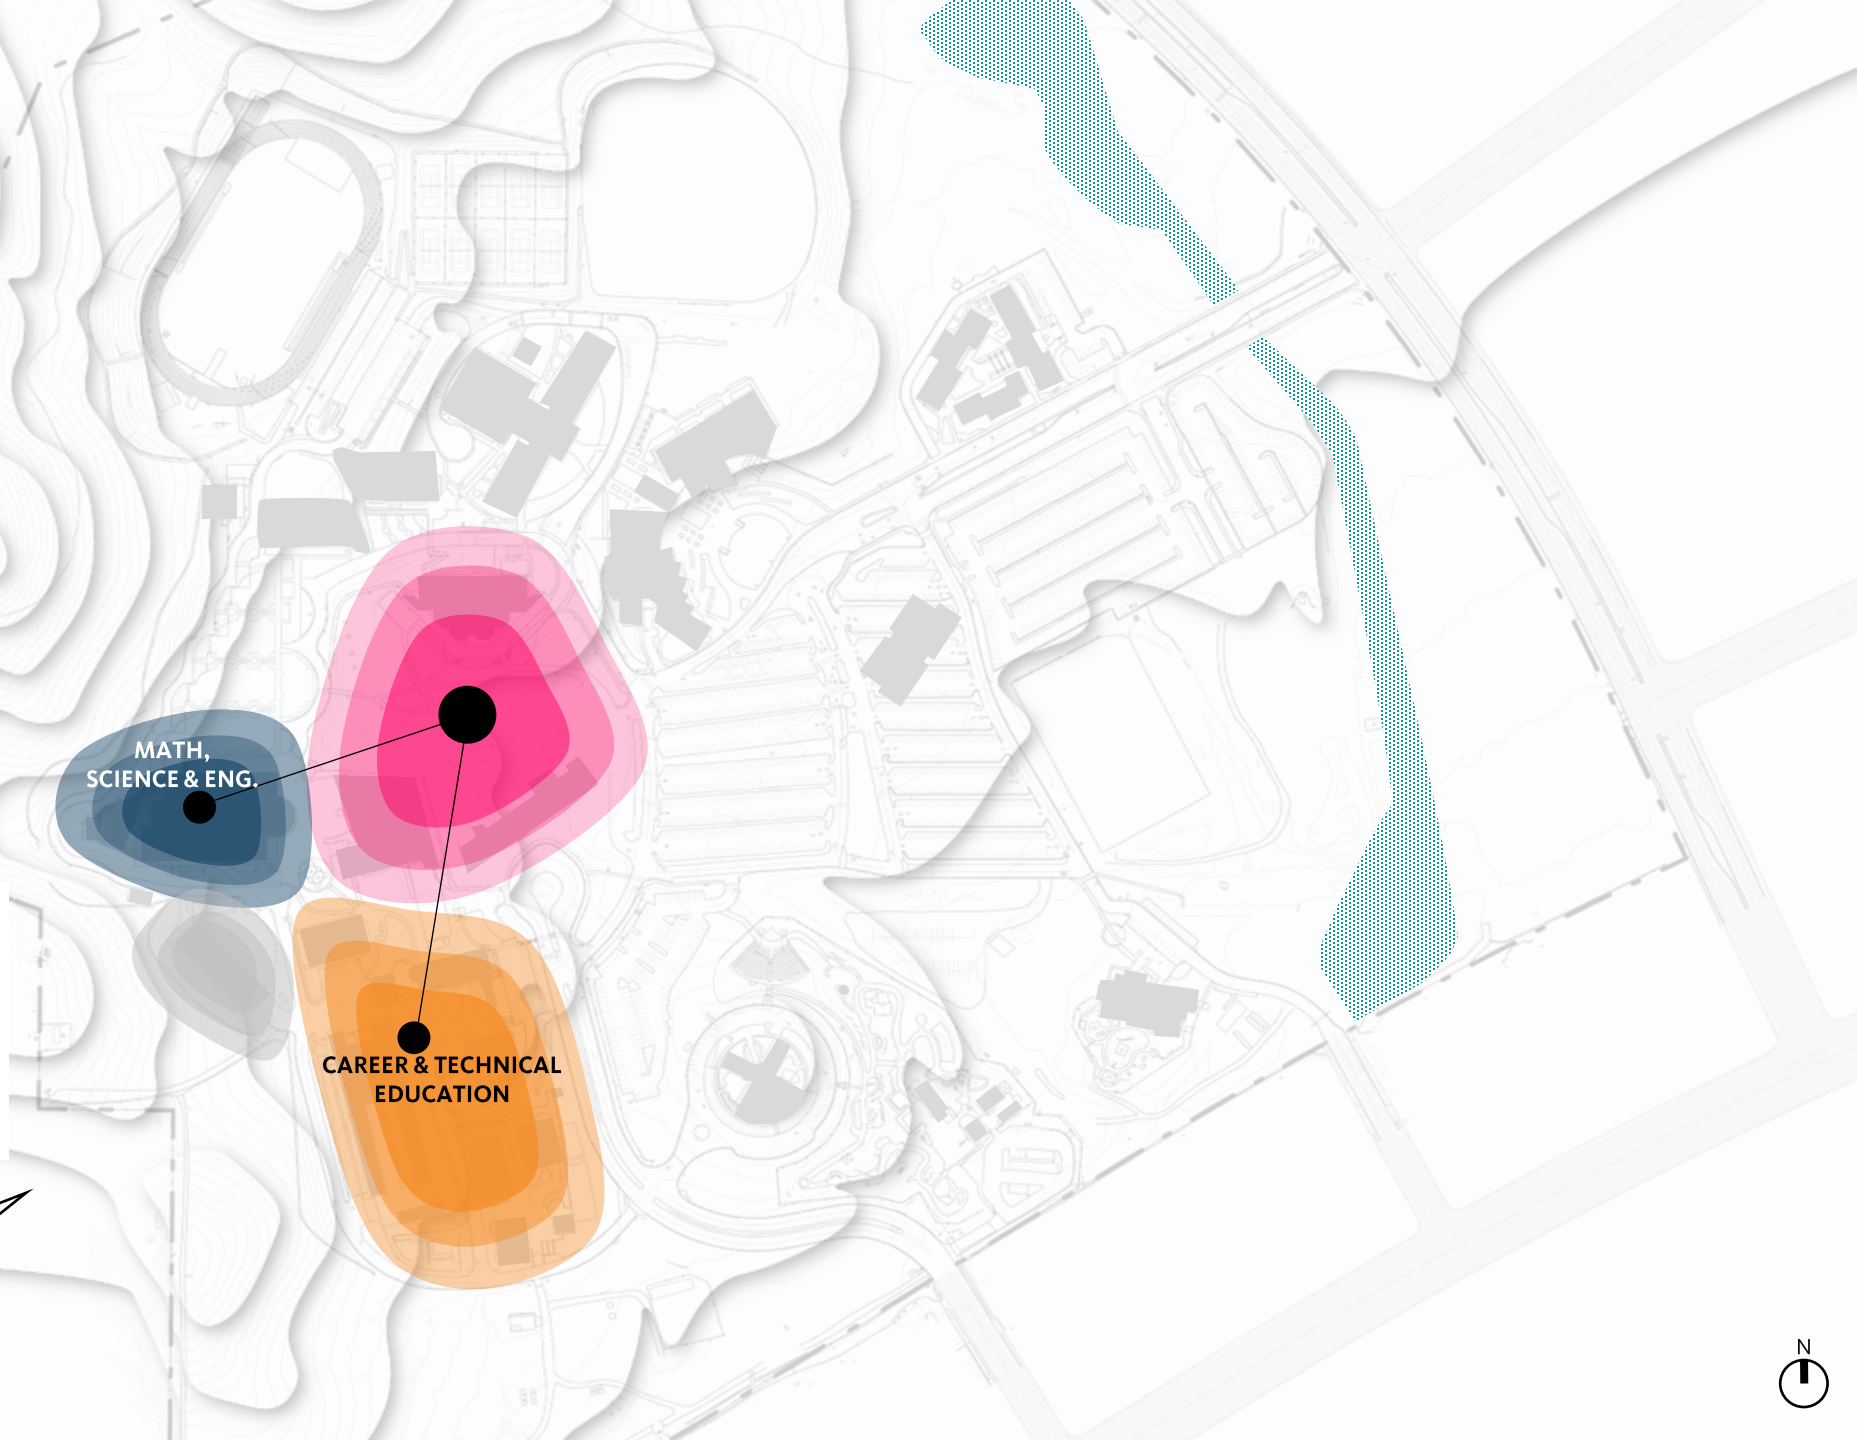 MATH,
SCIENCE & ENG.
CAREER & TECHNICAL
EDUCATION
N